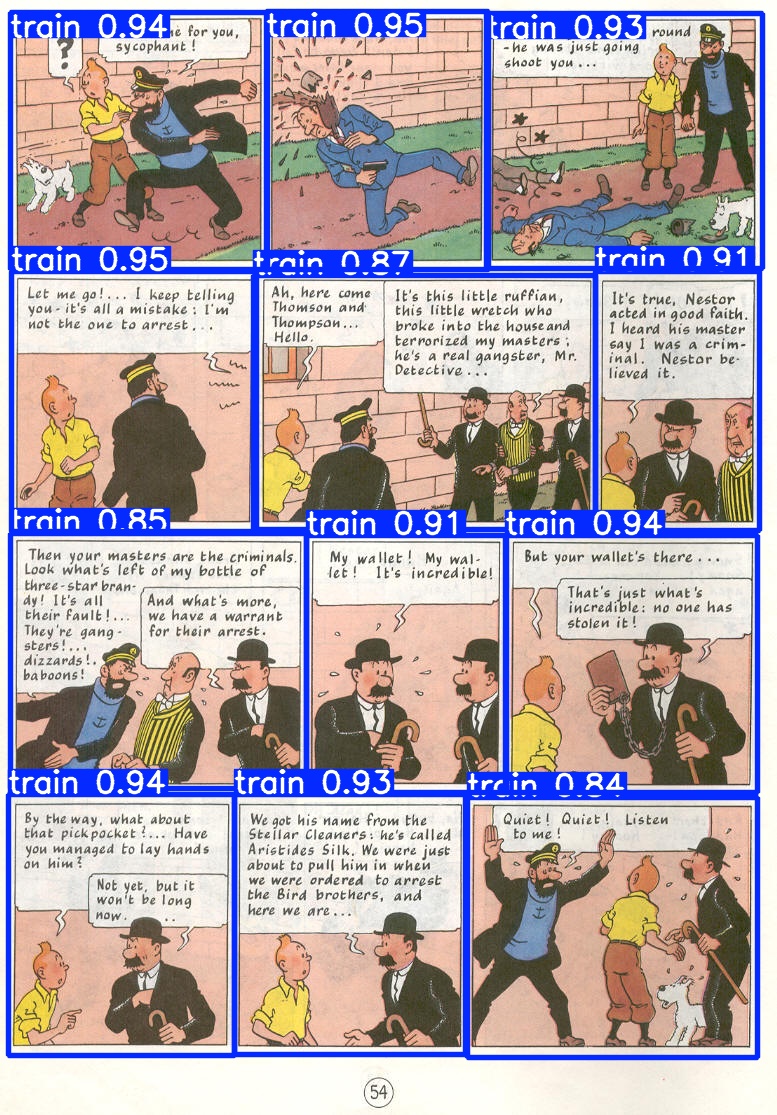 train 0.94
?
me for you,
sycophant!
train 0.95
train 0.93
round
-he was just going
shoot you...
train 0.95
Let me go!... I keep telling
you - it's all a mistake: I'm
not the one to arrest...
train 0.87
Ah, here come
Thomson and
Thompson...
Hello.
It's this little ruffian,
this little wretch who
broke into the house and
terrorized my masters;
he's a real gangster, Mr.
Detective...
train 0.91
It's true, Nestor
acted in good faith.
I heard his master
say I was a crim-
inal. Nestor be-
lieved it.
train 0.85
Then your masters are the criminals.
Look what's left of my bottle of
three-star bran-
dy! It's all
their fault!...
They're gang-
sters!...
dizzards!.
baboons!
And what's more,
we have a warrant
for their arrest.
train 0.91
My wallet! My wal-
let! It's incredible!
train 0.94
But your wallet's there...
That's just what's
incredible: no one has
stolen it!
train 0.94
By the way, what about
that pickpocket?... Have
you managed to lay hands
on him?
Not yet, but it
won't be long
now. ..
train 0.93
We got his name from the
Stellar Cleaners: he's called
Aristides Silk. We were just
about to pull him in when
we were ordered to arrest
the Bird brothers, and
here we are...
train 0.84
Quiet! Quiet! Listen
to me!
54